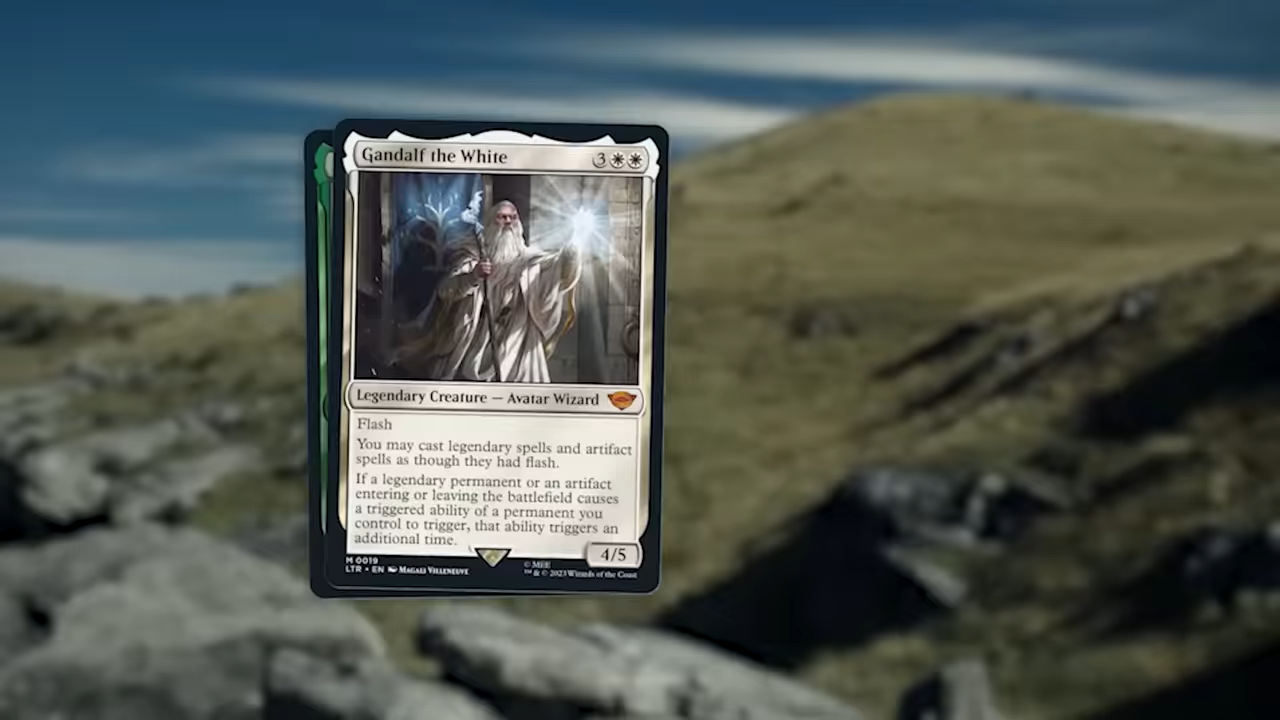 Gandalf the White 3
Legendary Creature — Avatar Wizard
Flash
You may cast legendary spells and artifact
spells as though they had flash.
If a legendary permanent or an artifact
entering or leaving the battlefield causes
a triggered ability of a permanent you
control to trigger, that ability triggers an
additional time.
4/5
M 0019
LTR • EN MAGALI VILLENEUVE
© MEE
™ & © 2023 Wizards of the Coast